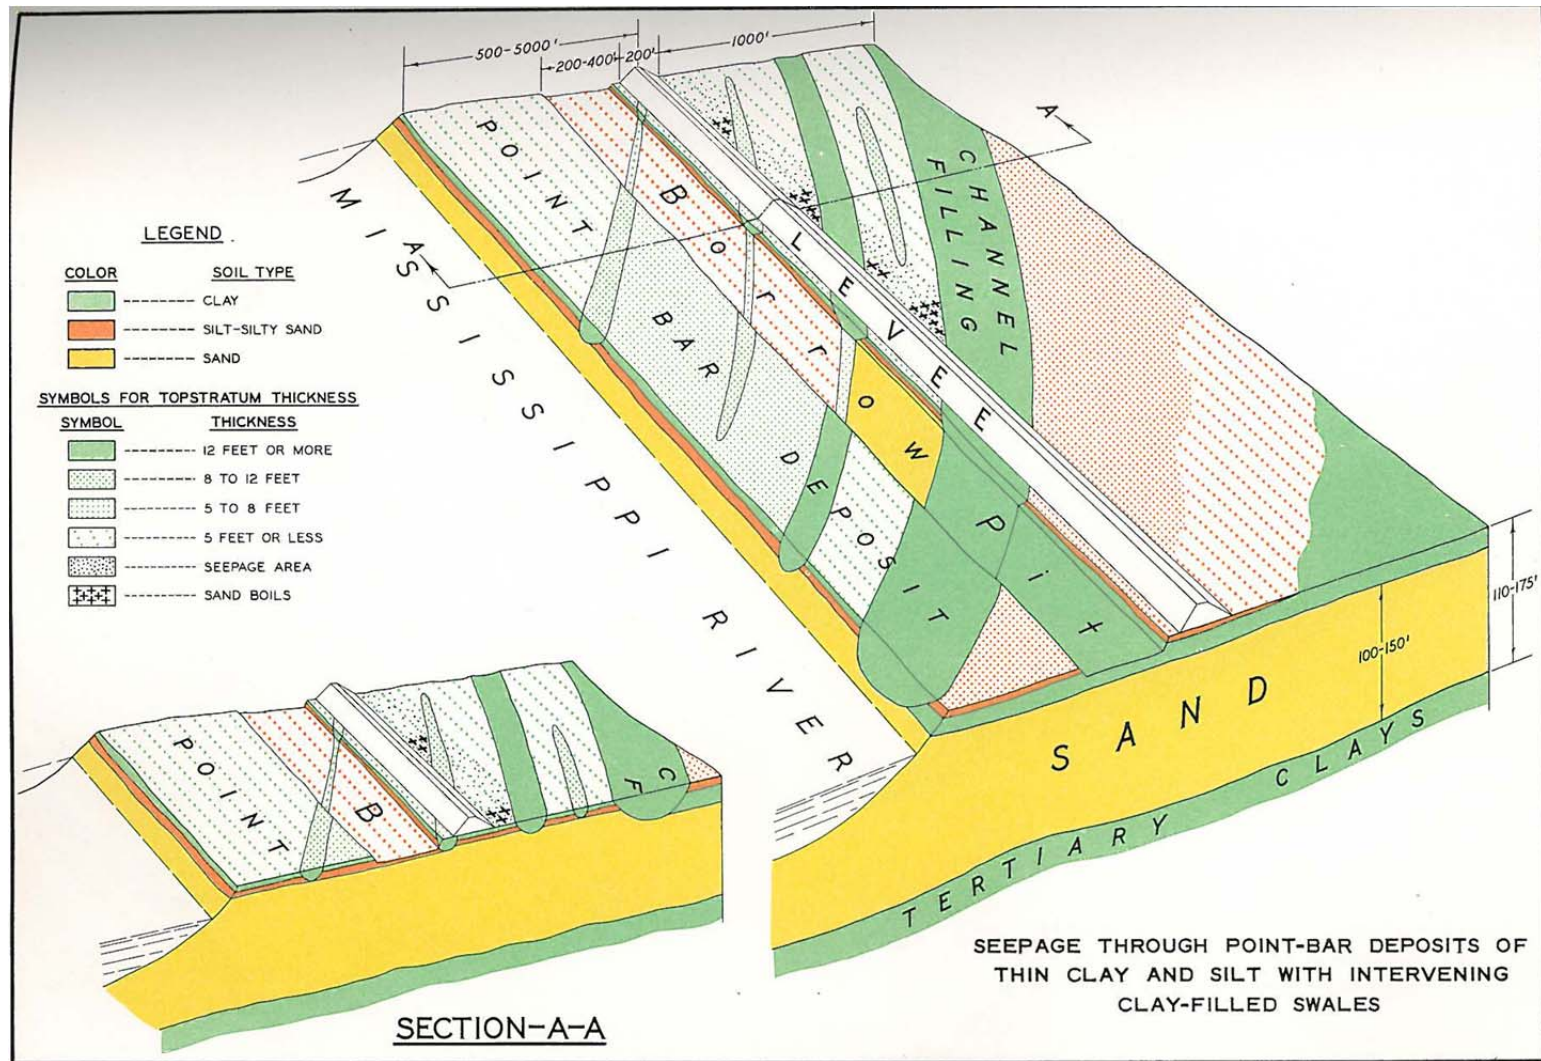 500-5000'
200-400'
200'
1000'
A
A
POINT
BAR
DEPOSIT
Borrow
Pit
LEVEE
CHANNEL
FILLING
MISSISSIPPI RIVER
LEGEND
COLOR SOIL TYPE
CLAY
SILT-SILTY SAND
SAND
SYMBOLS FOR TOPSTRATUM THICKNESS
SYMBOL THICKNESS
12 FEET OR MORE
8 TO 12 FEET
5 TO 8 FEET
5 FEET OR LESS
SEEPAGE AREA
SAND BOILS
110-175'
100-150'
SAND
TERTIARY CLAYS
POINT
B
C
F
SECTION-A-A
SEEPAGE THROUGH POINT-BAR DEPOSITS OF
THIN CLAY AND SILT WITH INTERVENING
CLAY-FILLED SWALES